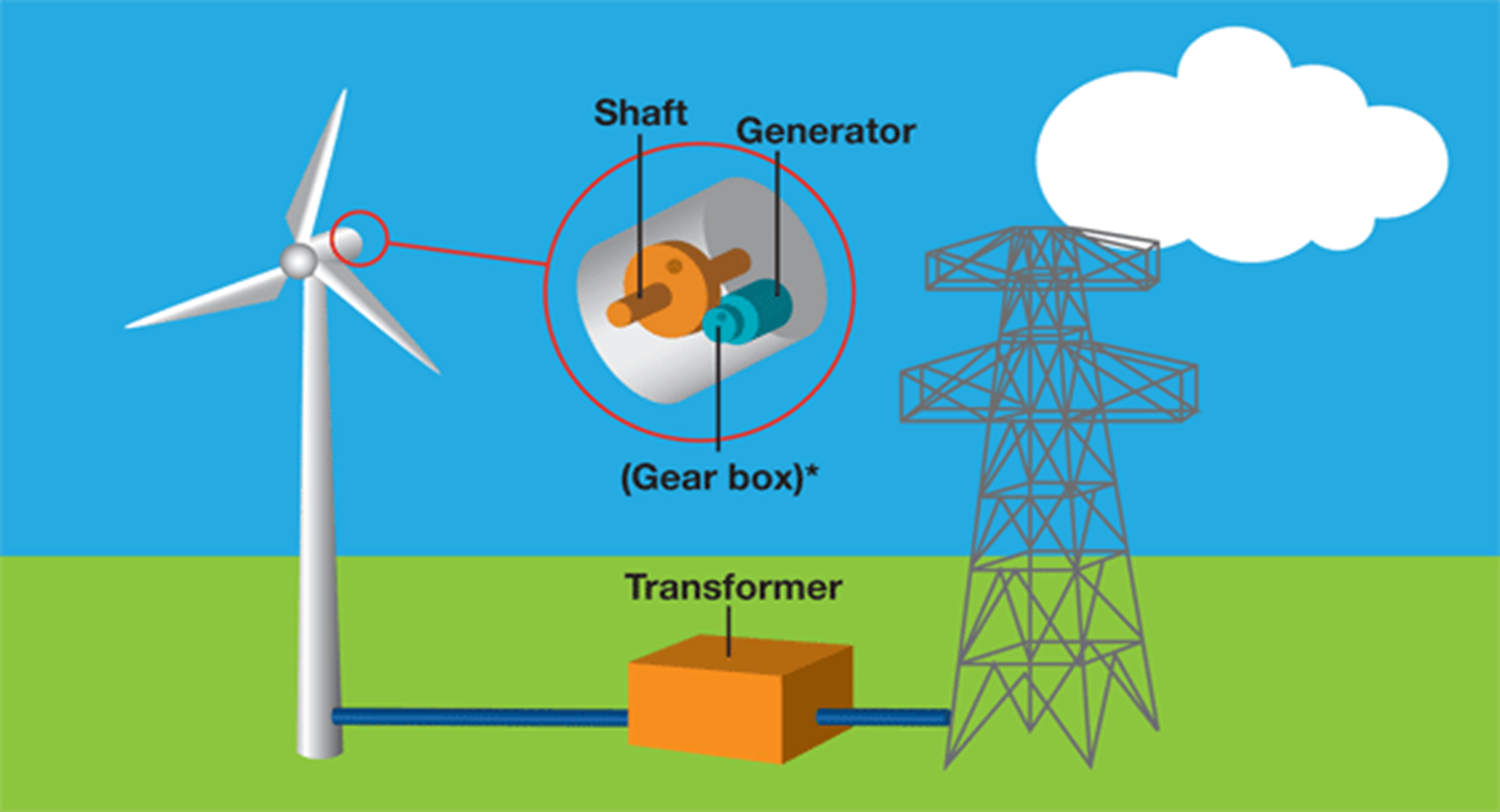 Shaft
Generator
(Gear box)*
Transformer